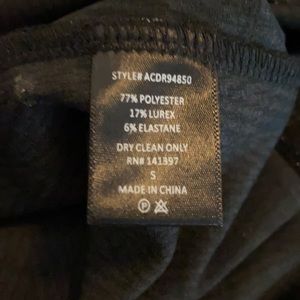 STYLE# ACDR94850
77% POLYESTER
17% LUREX
6% ELASTANE
DRY CLEAN ONLY
RN# 141397
S
MADE IN CHINA
P